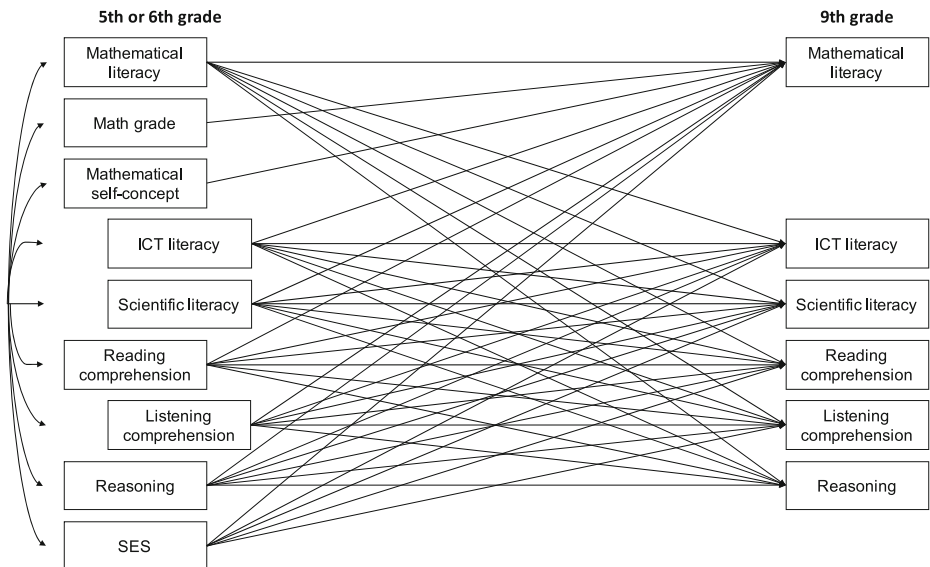 5th or 6th grade
9th grade
Mathematical
literacy
Mathematical
literacy
Math grade
Mathematical
self-concept
ICT literacy
ICT literacy
Scientific literacy
Scientific literacy
Reading
comprehension
Reading
comprehension
Listening
comprehension
Listening
comprehension
Reasoning
Reasoning
SES